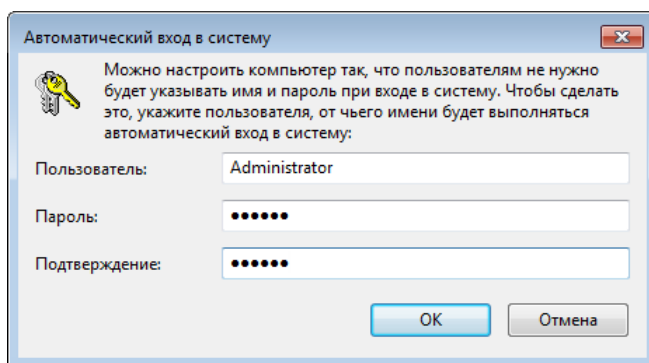 Автоматический вход в систему
Можно настроить компьютер так, что пользователям не нужно
будет указывать имя и пароль при входе в систему. Чтобы сделать
это, укажите пользователя, от чьего имени будет выполняться
автоматический вход в систему:
Пользователь: Administrator
Пароль: ●●●●●●
Подтверждение: ●●●●●●
OK Отмена